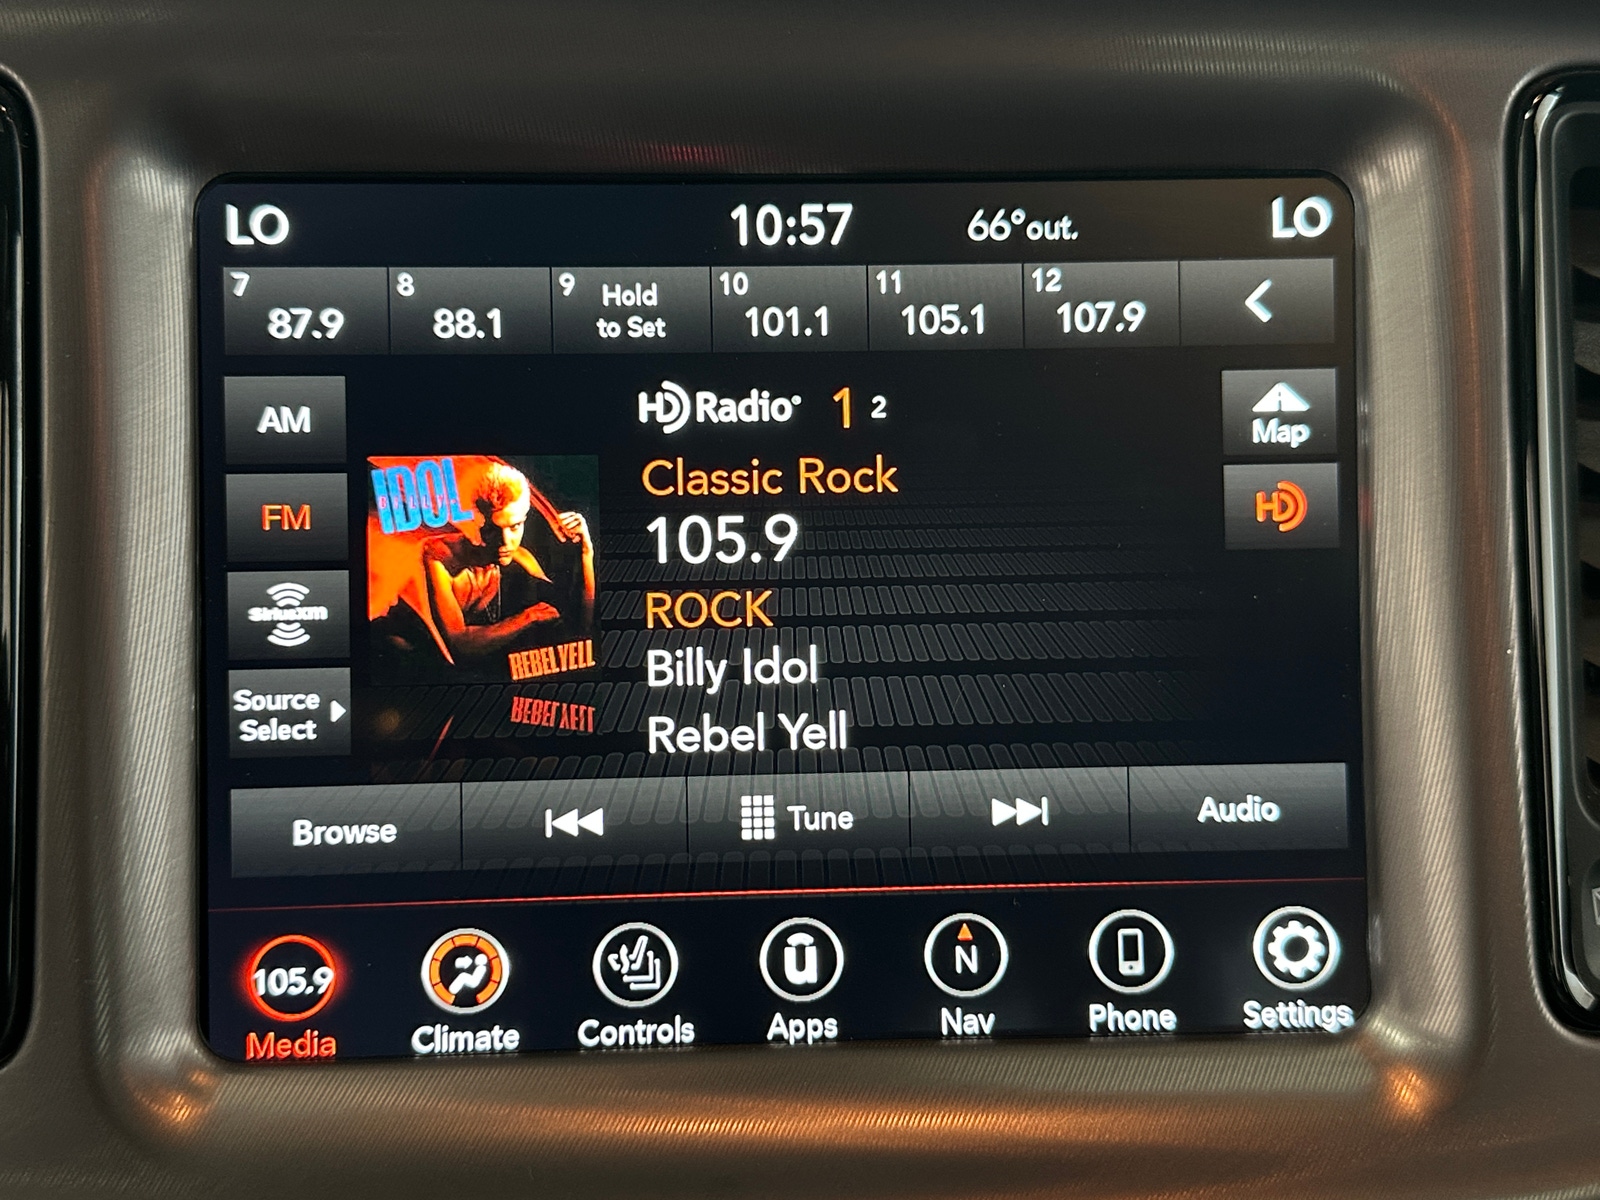 LO 10:57 66°out. LO
7 8 9 Hold 10 11 12
87.9 88.1 to Set 101.1 105.1 107.9
AM
HD Radio 1 2
Map
IDOL
BILLY
Classic Rock
FM
105.9
HD
SiriusXM
ROCK
REBEL YELL
Billy Idol
Source
Select
Rebel Yell
Browse Tune Audio
105.9 ü N
Media Climate Controls Apps Nav Phone Settings